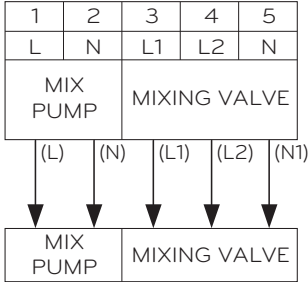 1 2 3 4 5
L N L1 L2 N
MIX PUMP MIXING VALVE
(L) (N) (L1) (L2) (N1)
MIX PUMP MIXING VALVE